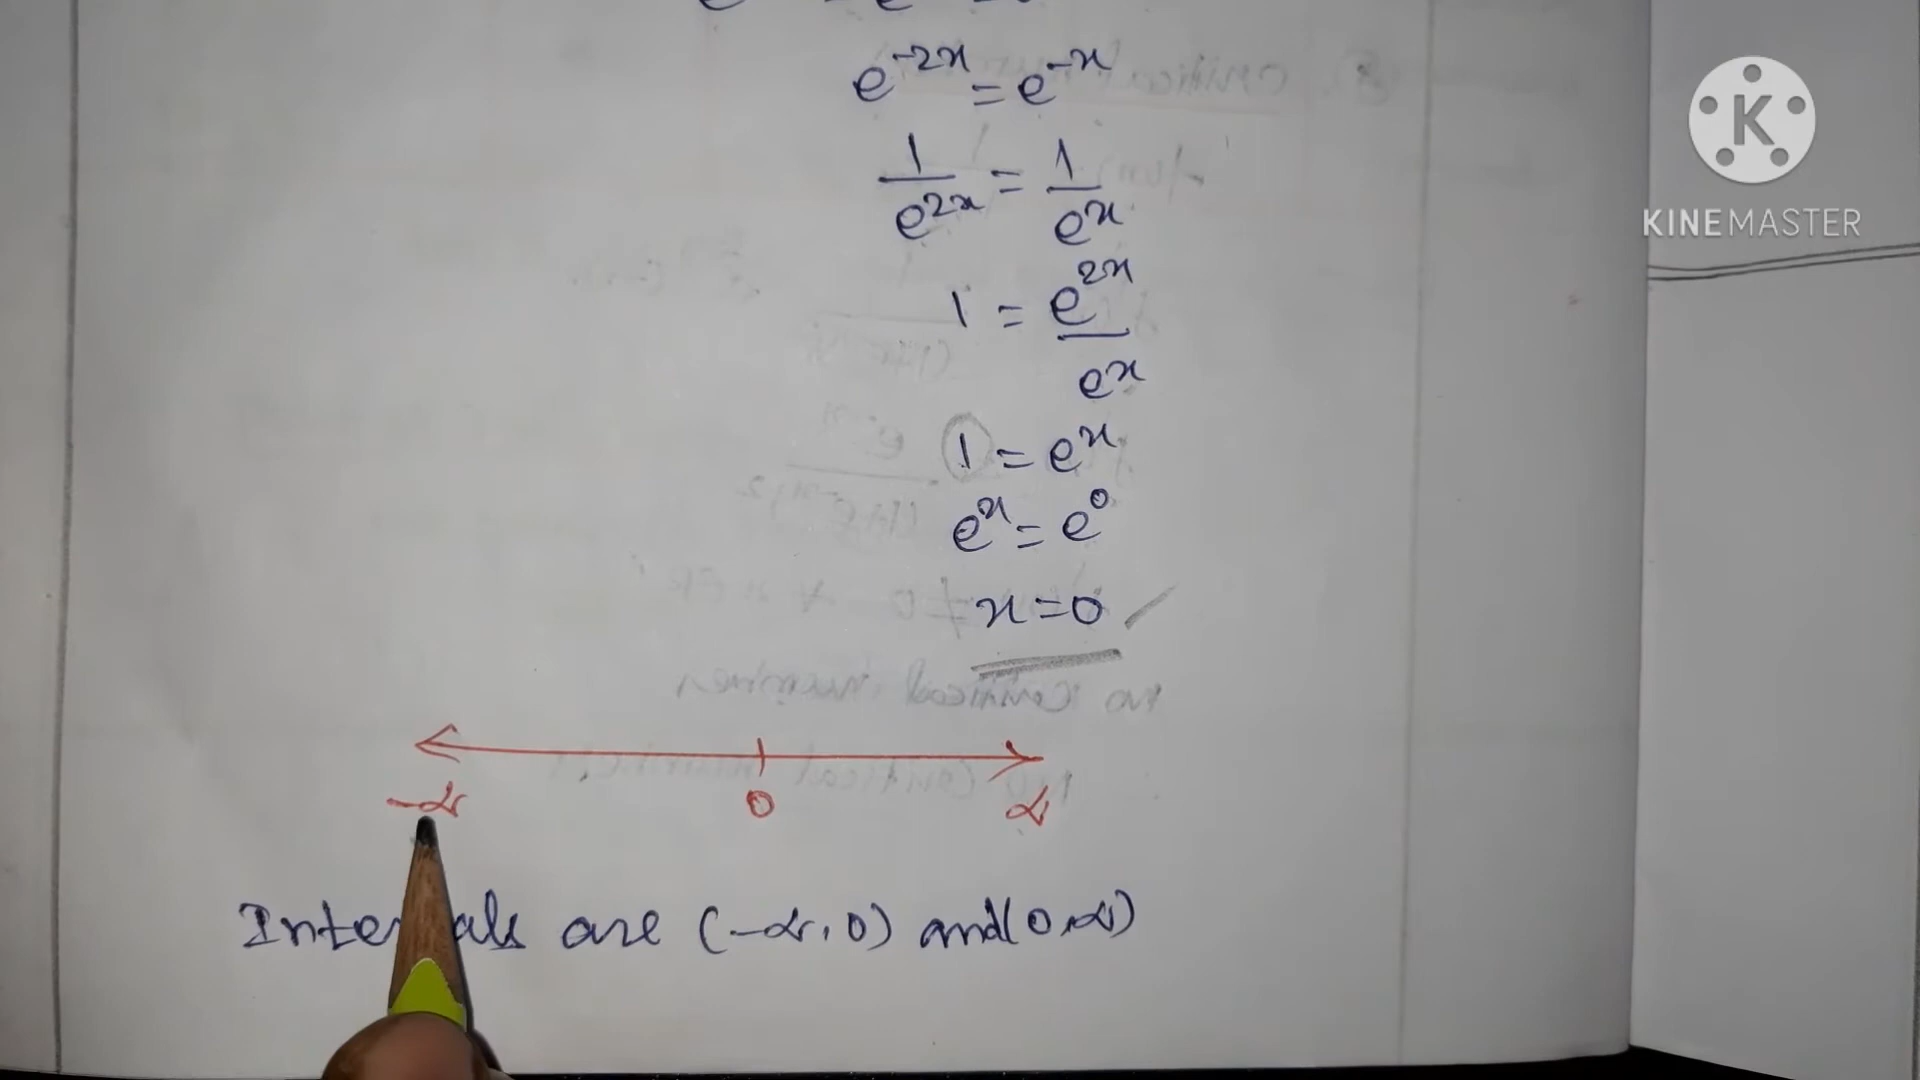 e^{-2x} = e^{-x}
1/e^{2x} = 1/e^x
1 = e^{2x}/e^x
1 = e^x
e^x = e^0
x = 0
-∞ 0 ∞
Intervals are (-∞, 0) and (0, ∞)
K
KINEMASTER